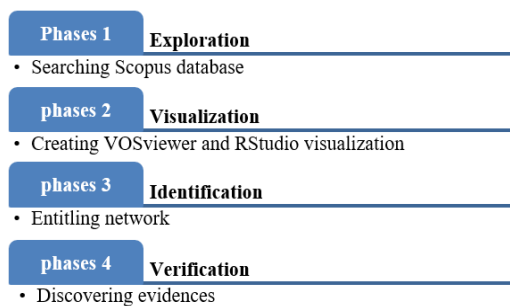 Phases 1 Exploration
• Searching Scopus database
phases 2 Visualization
• Creating VOSviewer and RStudio visualization
phases 3 Identification
• Entitling network
phases 4 Verification
• Discovering evidences